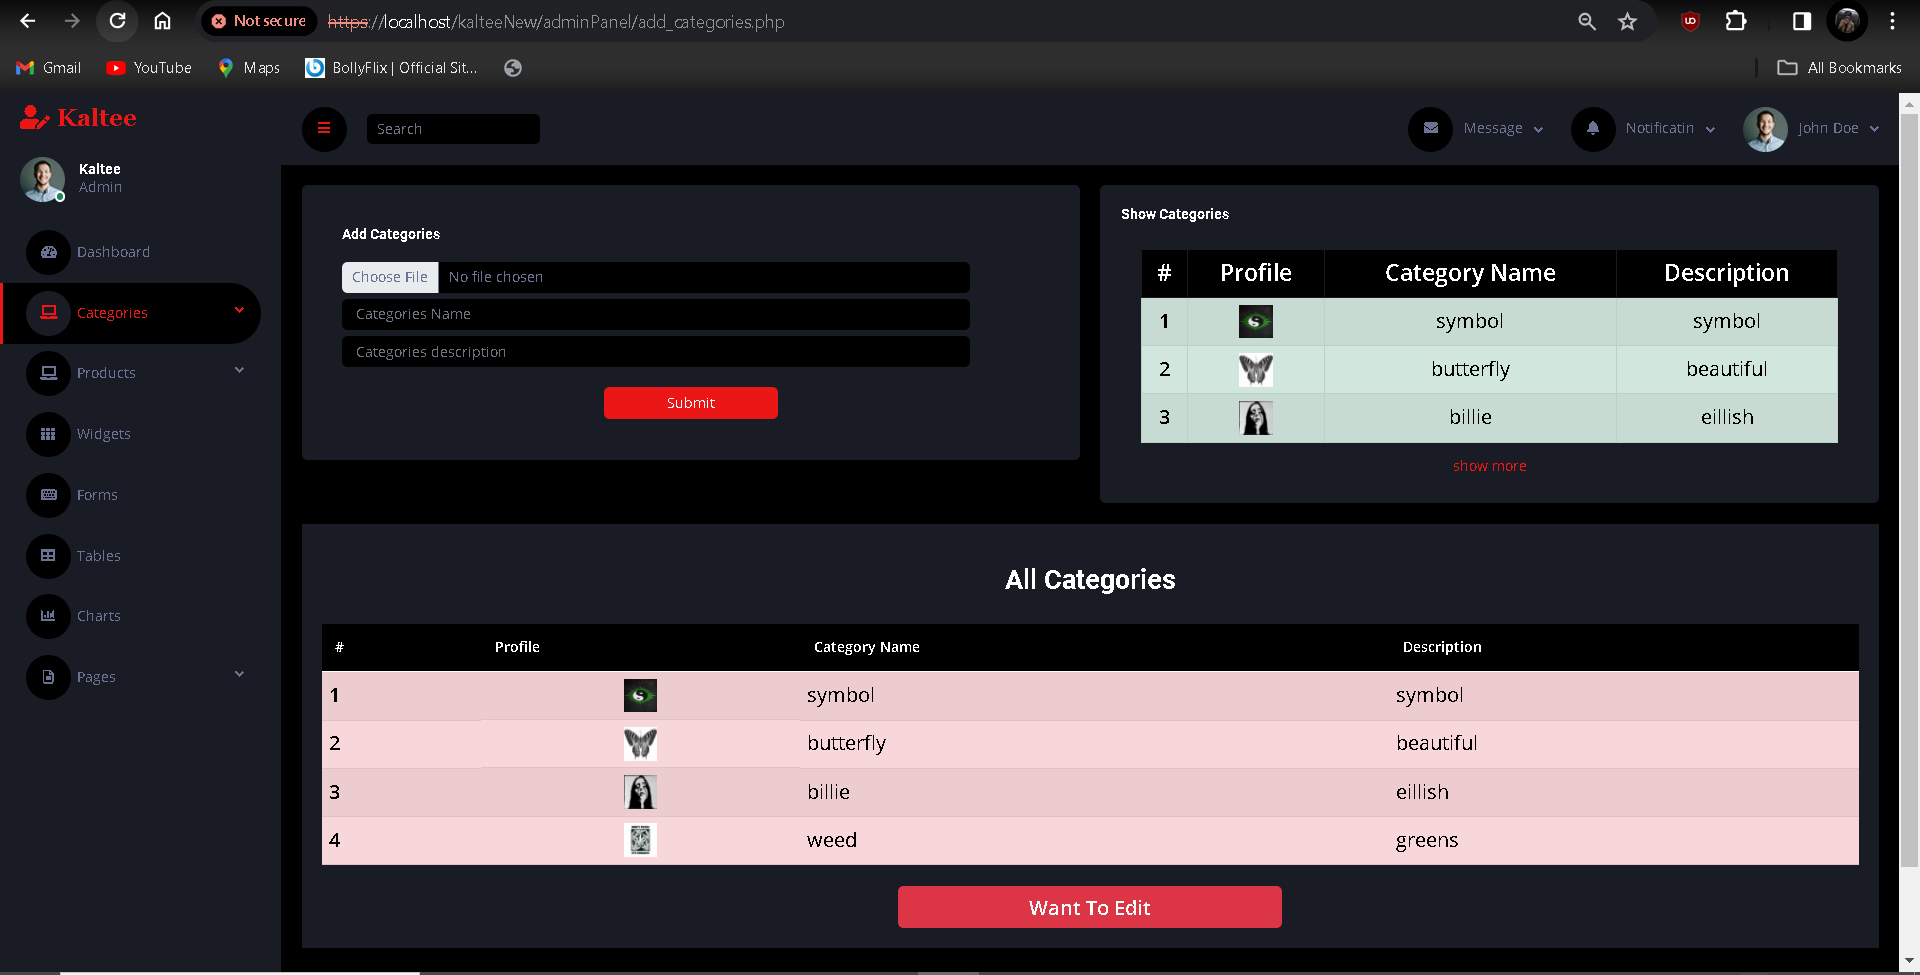 Not secure https://localhost/kalteeNew/adminPanel/add_categories.php
Gmail YouTube Maps BollyFlix | Official Sit... All Bookmarks
Kaltee
Search Message Notificatin John Doe
Kaltee
Admin
Dashboard
Categories
Products
Widgets
Forms
Tables
Charts
Pages
Add Categories
Choose File No file chosen
Categories Name
Categories description
Submit
Show Categories
# Profile Category Name Description
1 symbol symbol
2 butterfly beautiful
3 billie eillish
show more
All Categories
# Profile Category Name Description
1 symbol symbol
2 butterfly beautiful
3 billie eillish
4 weed greens
Want To Edit